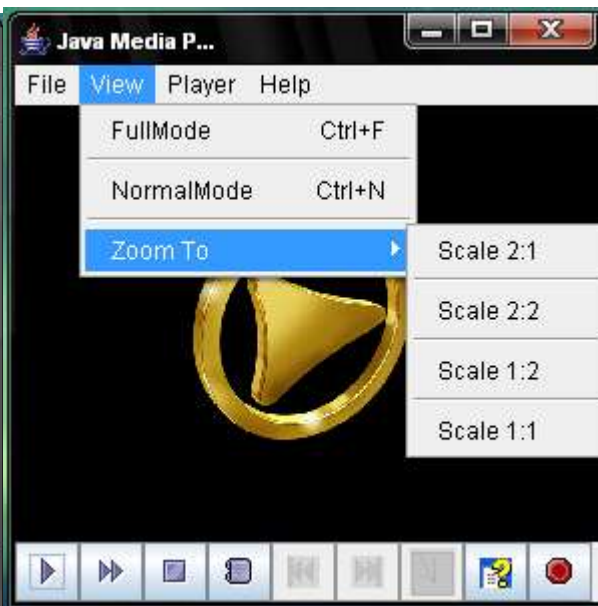 Java Media P...
File View Player Help
FullMode Ctrl+F
NormalMode Ctrl+N
Zoom To
Scale 2:1
Scale 2:2
Scale 1:2
Scale 1:1